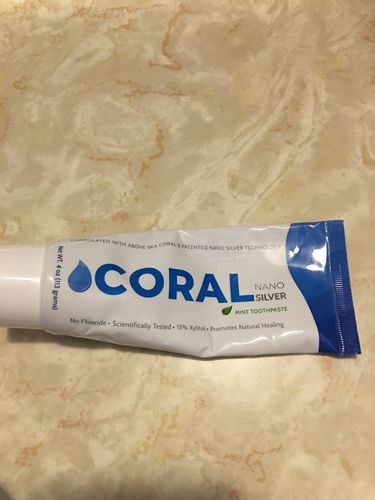 FORMULATED WITH ABOVE SEA CORAL & PATENTED NANO SILVER TECHNOLOGY
CORAL
NANO
SILVER
MINT TOOTHPASTE
No Fluoride • Scientifically Tested • 15% Xylitol • Promotes Natural Healing
Net WT. 4 oz (113 grams)